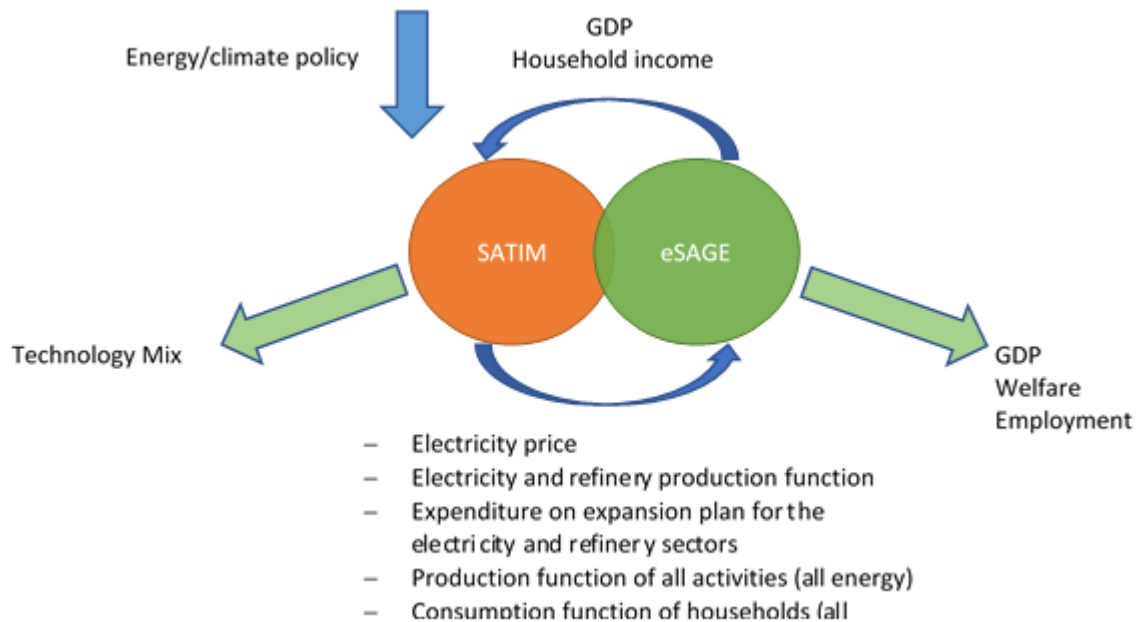 Energy/climate policy
GDP
Household income
SATIM
eSAGE
Technology Mix
GDP
Welfare
Employment
– Electricity price
– Electricity and refinery production function
– Expenditure on expansion plan for the
electricity and refinery sectors
– Production function of all activities (all energy)
– Consumption function of households (all